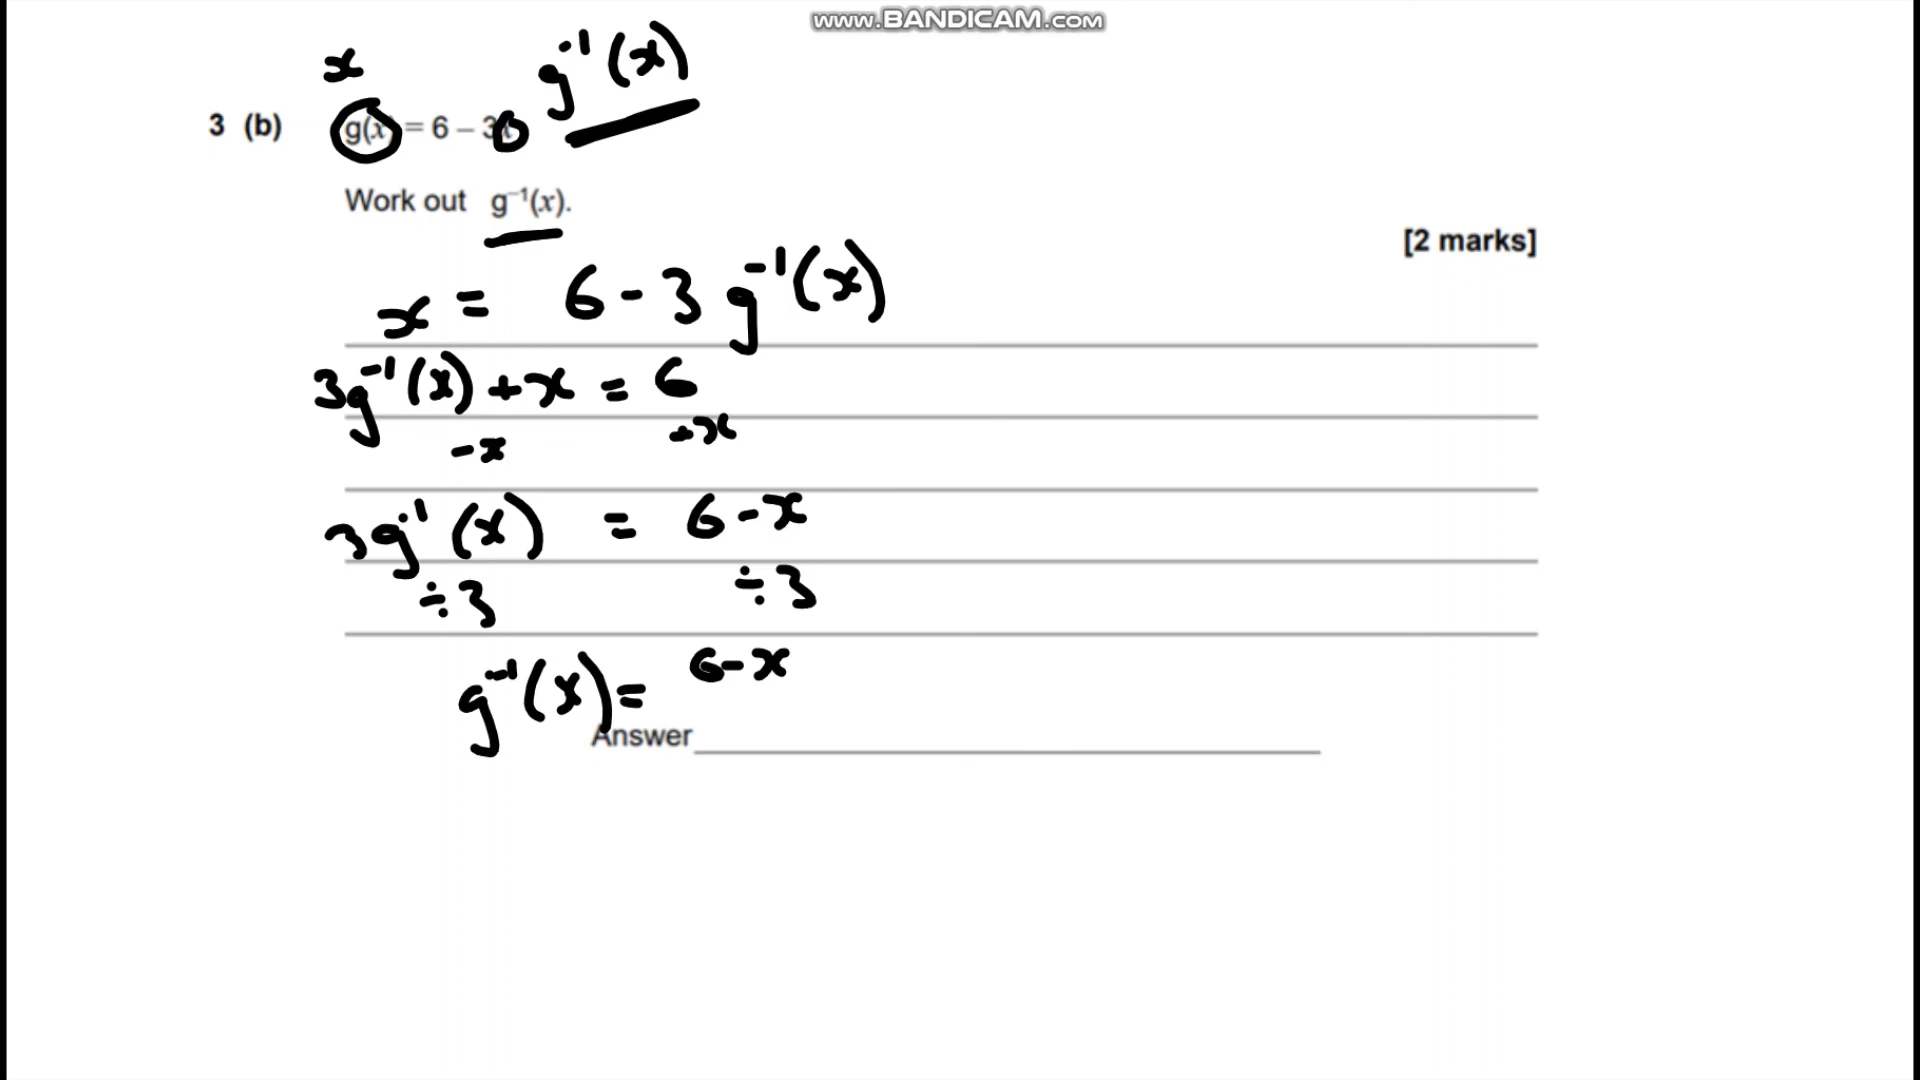 www.BANDICAM.com
x
g⁻¹(x)
3 (b) g(x) = 6 – 3x
Work out g⁻¹(x).
[2 marks]
x = 6 - 3 g⁻¹(x)
3g⁻¹(x) + x = 6
-x -x
3g⁻¹(x) = 6 - x
÷3 ÷3
g⁻¹(x) = 6 - x
Answer